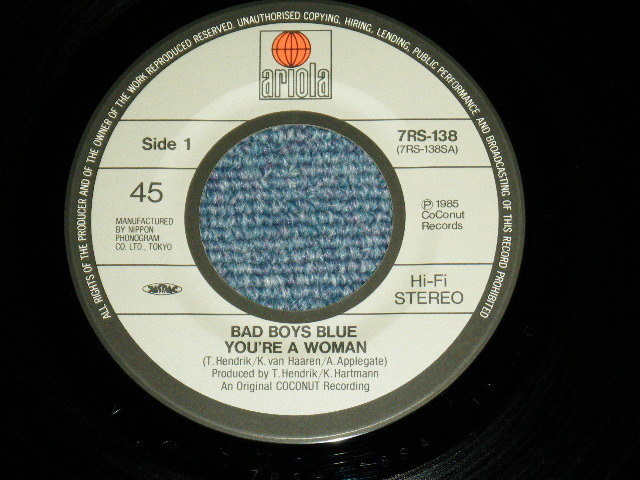 ALL RIGHTS OF THE PRODUCER AND OF THE OWNER OF THE WORK REPRODUCED RESERVED. UNAUTHORISED COPYING, HIRING, LENDING, PUBLIC PERFORMANCE AND BROADCASTING OF THIS RECORD PROHIBITED
ariola
Side 1
7RS-138
(7RS-138SA)
45
MANUFACTURED
BY NIPPON
PHONOGRAM
CO. LTD., TOKYO
℗ 1985
CoConut
Records
Hi-Fi
STEREO
BAD BOYS BLUE
YOU'RE A WOMAN
(T. Hendrik/K. van Haaren/A. Applegate)
Produced by T. Hendrik/K. Hartmann
An Original COCONUT Recording